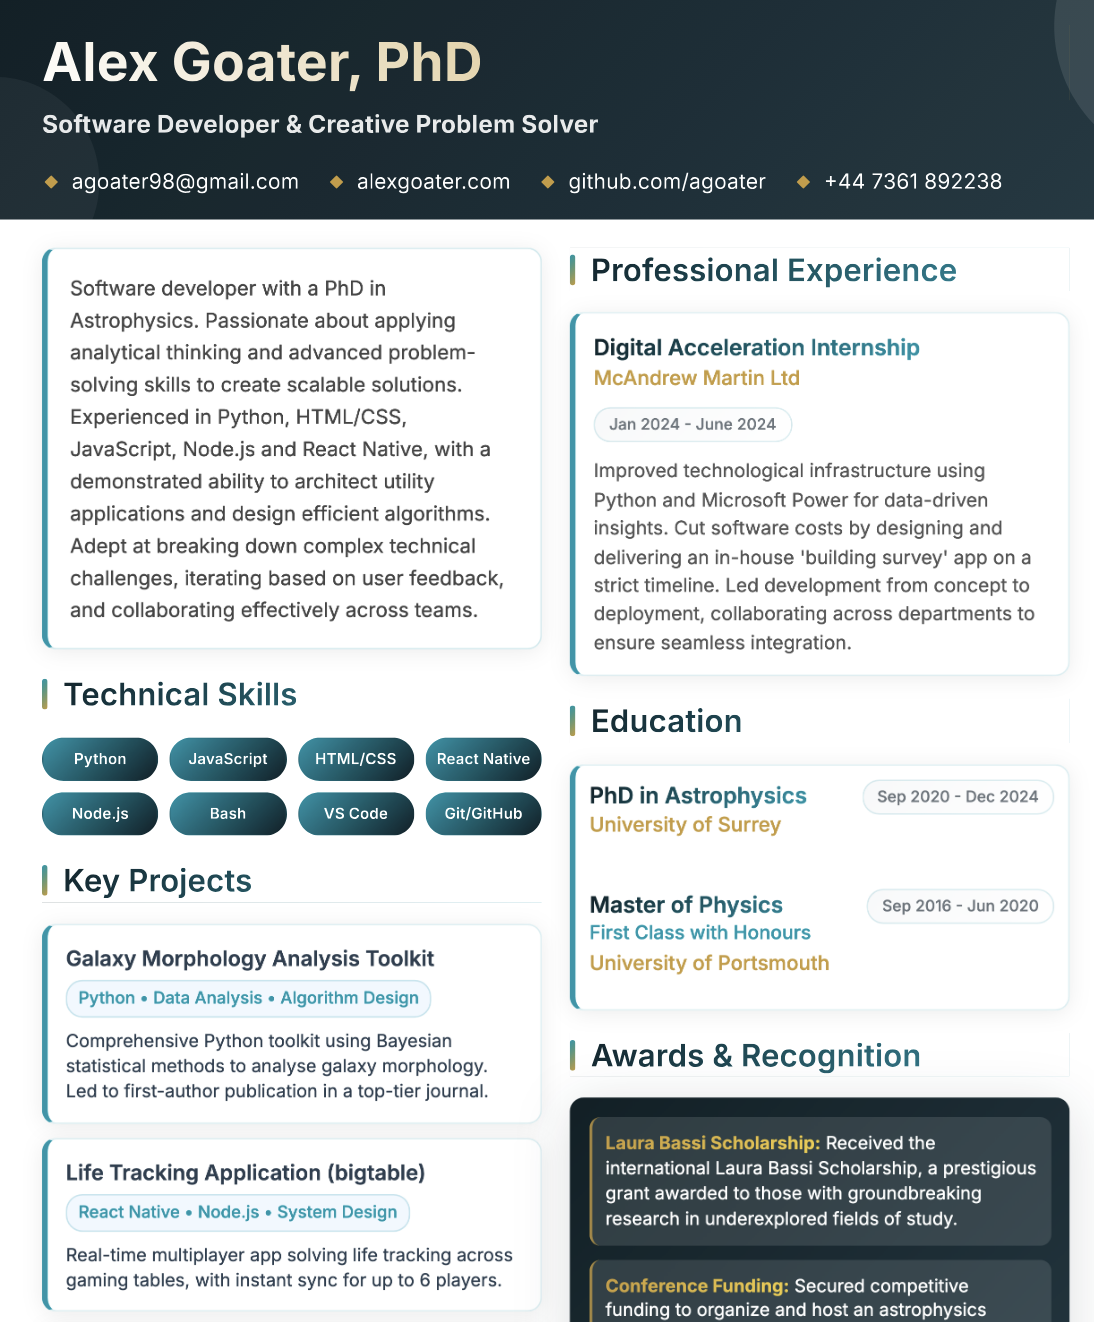 Alex Goater, PhD
Software Developer & Creative Problem Solver
agoater98@gmail.com alexgoater.com github.com/agoater +44 7361 892238
Software developer with a PhD in
Astrophysics. Passionate about applying
analytical thinking and advanced problem-
solving skills to create scalable solutions.
Experienced in Python, HTML/CSS,
JavaScript, Node.js and React Native, with a
demonstrated ability to architect utility
applications and design efficient algorithms.
Adept at breaking down complex technical
challenges, iterating based on user feedback,
and collaborating effectively across teams.
Technical Skills
Python JavaScript HTML/CSS React Native
Node.js Bash VS Code Git/GitHub
Key Projects
Galaxy Morphology Analysis Toolkit
Python • Data Analysis • Algorithm Design
Comprehensive Python toolkit using Bayesian
statistical methods to analyse galaxy morphology.
Led to first-author publication in a top-tier journal.
Life Tracking Application (bigtable)
React Native • Node.js • System Design
Real-time multiplayer app solving life tracking across
gaming tables, with instant sync for up to 6 players.
Professional Experience
Digital Acceleration Internship
McAndrew Martin Ltd
Jan 2024 - June 2024
Improved technological infrastructure using
Python and Microsoft Power for data-driven
insights. Cut software costs by designing and
delivering an in-house 'building survey' app on a
strict timeline. Led development from concept to
deployment, collaborating across departments to
ensure seamless integration.
Education
PhD in Astrophysics Sep 2020 - Dec 2024
University of Surrey
Master of Physics Sep 2016 - Jun 2020
First Class with Honours
University of Portsmouth
Awards & Recognition
Laura Bassi Scholarship: Received the
international Laura Bassi Scholarship, a prestigious
grant awarded to those with groundbreaking
research in underexplored fields of study.
Conference Funding: Secured competitive
funding to organize and host an astrophysics